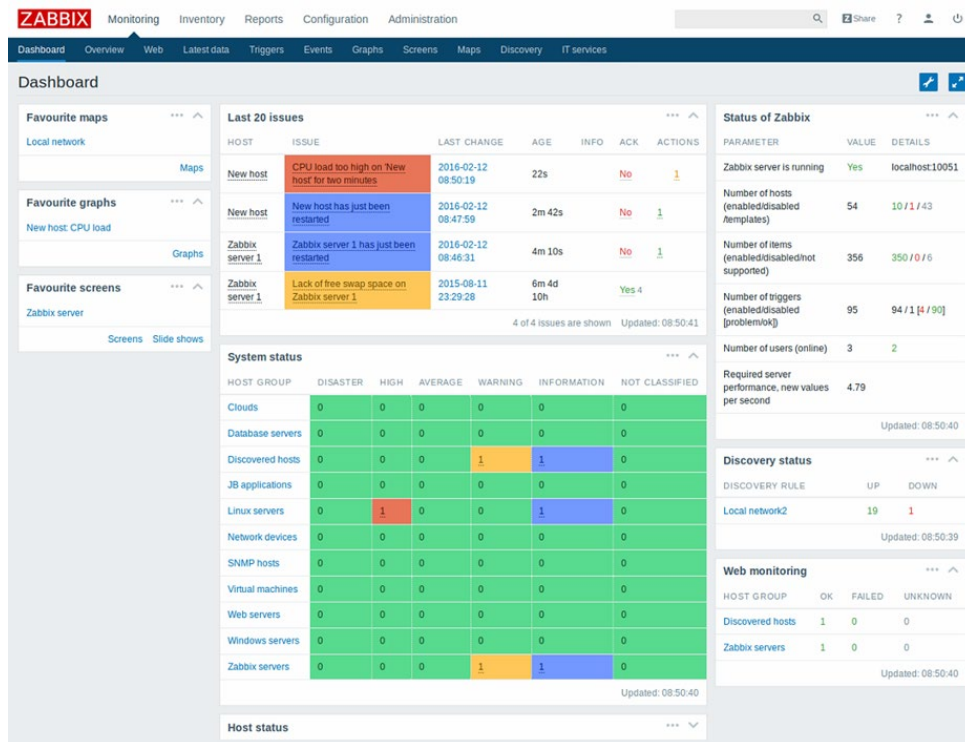 ZABBIX Monitoring Inventory Reports Configuration Administration Share ?
Dashboard Overview Web Latest data Triggers Events Graphs Screens Maps Discovery IT services
Dashboard
Favourite maps
Local network
Maps
Favourite graphs
New host: CPU load
Graphs
Favourite screens
Zabbix server
Screens Slide shows
Last 20 issues
HOST ISSUE LAST CHANGE AGE INFO ACK ACTIONS
New host CPU load too high on 'New host' for two minutes 2016-02-12 08:50:19 22s No 1
New host New host has just been restarted 2016-02-12 08:47:59 2m 42s No 1
Zabbix server 1 Zabbix server 1 has just been restarted 2016-02-12 08:46:31 4m 10s No 1
Zabbix server 1 Lack of free swap space on Zabbix server 1 2015-08-11 23:29:28 6m 4d 10h Yes 4
4 of 4 issues are shown Updated: 08:50:41
System status
HOST GROUP DISASTER HIGH AVERAGE WARNING INFORMATION NOT CLASSIFIED
Clouds 0 0 0 0 0 0
Database servers 0 0 0 0 0 0
Discovered hosts 0 0 0 1 1 0
JB applications 0 0 0 0 0 0
Linux servers 0 1 0 0 1 0
Network devices 0 0 0 0 0 0
SNMP hosts 0 0 0 0 0 0
Virtual machines 0 0 0 0 0 0
Web servers 0 0 0 0 0 0
Windows servers 0 0 0 0 0 0
Zabbix servers 0 0 0 1 1 0
Updated: 08:50:40
Host status
Status of Zabbix
PARAMETER VALUE DETAILS
Zabbix server is running Yes localhost:10051
Number of hosts (enabled/disabled /templates) 54 10 / 1 / 43
Number of items (enabled/disabled/not supported) 356 350 / 0 / 6
Number of triggers (enabled/disabled [problem/ok]) 95 94 / 1 [4 / 90]
Number of users (online) 3 2
Required server performance, new values per second 4.79
Updated: 08:50:40
Discovery status
DISCOVERY RULE UP DOWN
Local network2 19 1
Updated: 08:50:39
Web monitoring
HOST GROUP OK FAILED UNKNOWN
Discovered hosts 1 0 0
Zabbix servers 1 0 0
Updated: 08:50:40